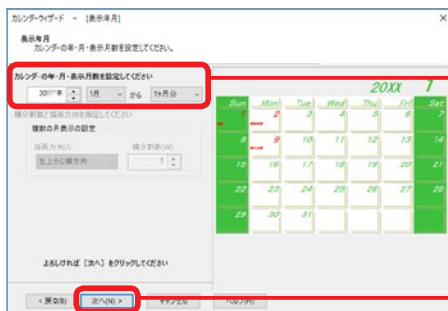 カレンダーウィザード - [表示年月]
表示年月
カレンダーの年・月・表示月数を設定してください。
カレンダーの年・月・表示月数を設定してください
年 1月 から 1ヶ月分
横分割数と描画方向を指定してください
複数の月表示の設定
描画方向(J) 横分割数(W)
左上から横方向 1
よろしければ [次へ] をクリックしてください
< 戻る(B) 次へ(N) > キャンセル ヘルプ(H)
20XX 1
Sun Mon Tue Wed Thu Fri Sat
1 2 3 4 5 6 7
8 9 10 11 12 13 14
15 16 17 18 19 20 21
22 23 24 25 26 27 28
29 30 31